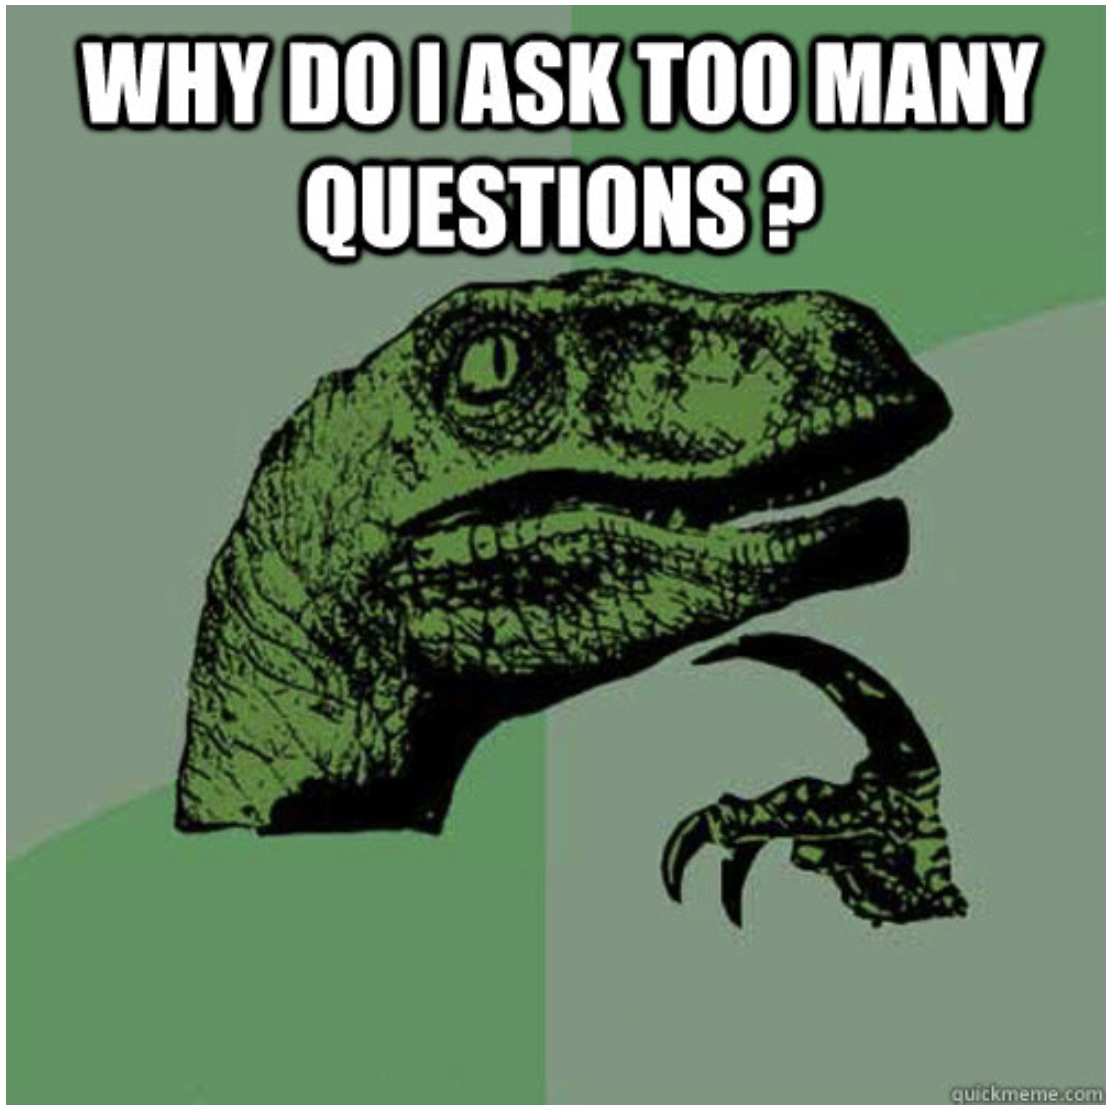 WHY DO I ASK TOO MANY
QUESTIONS ?
quickmeme.com